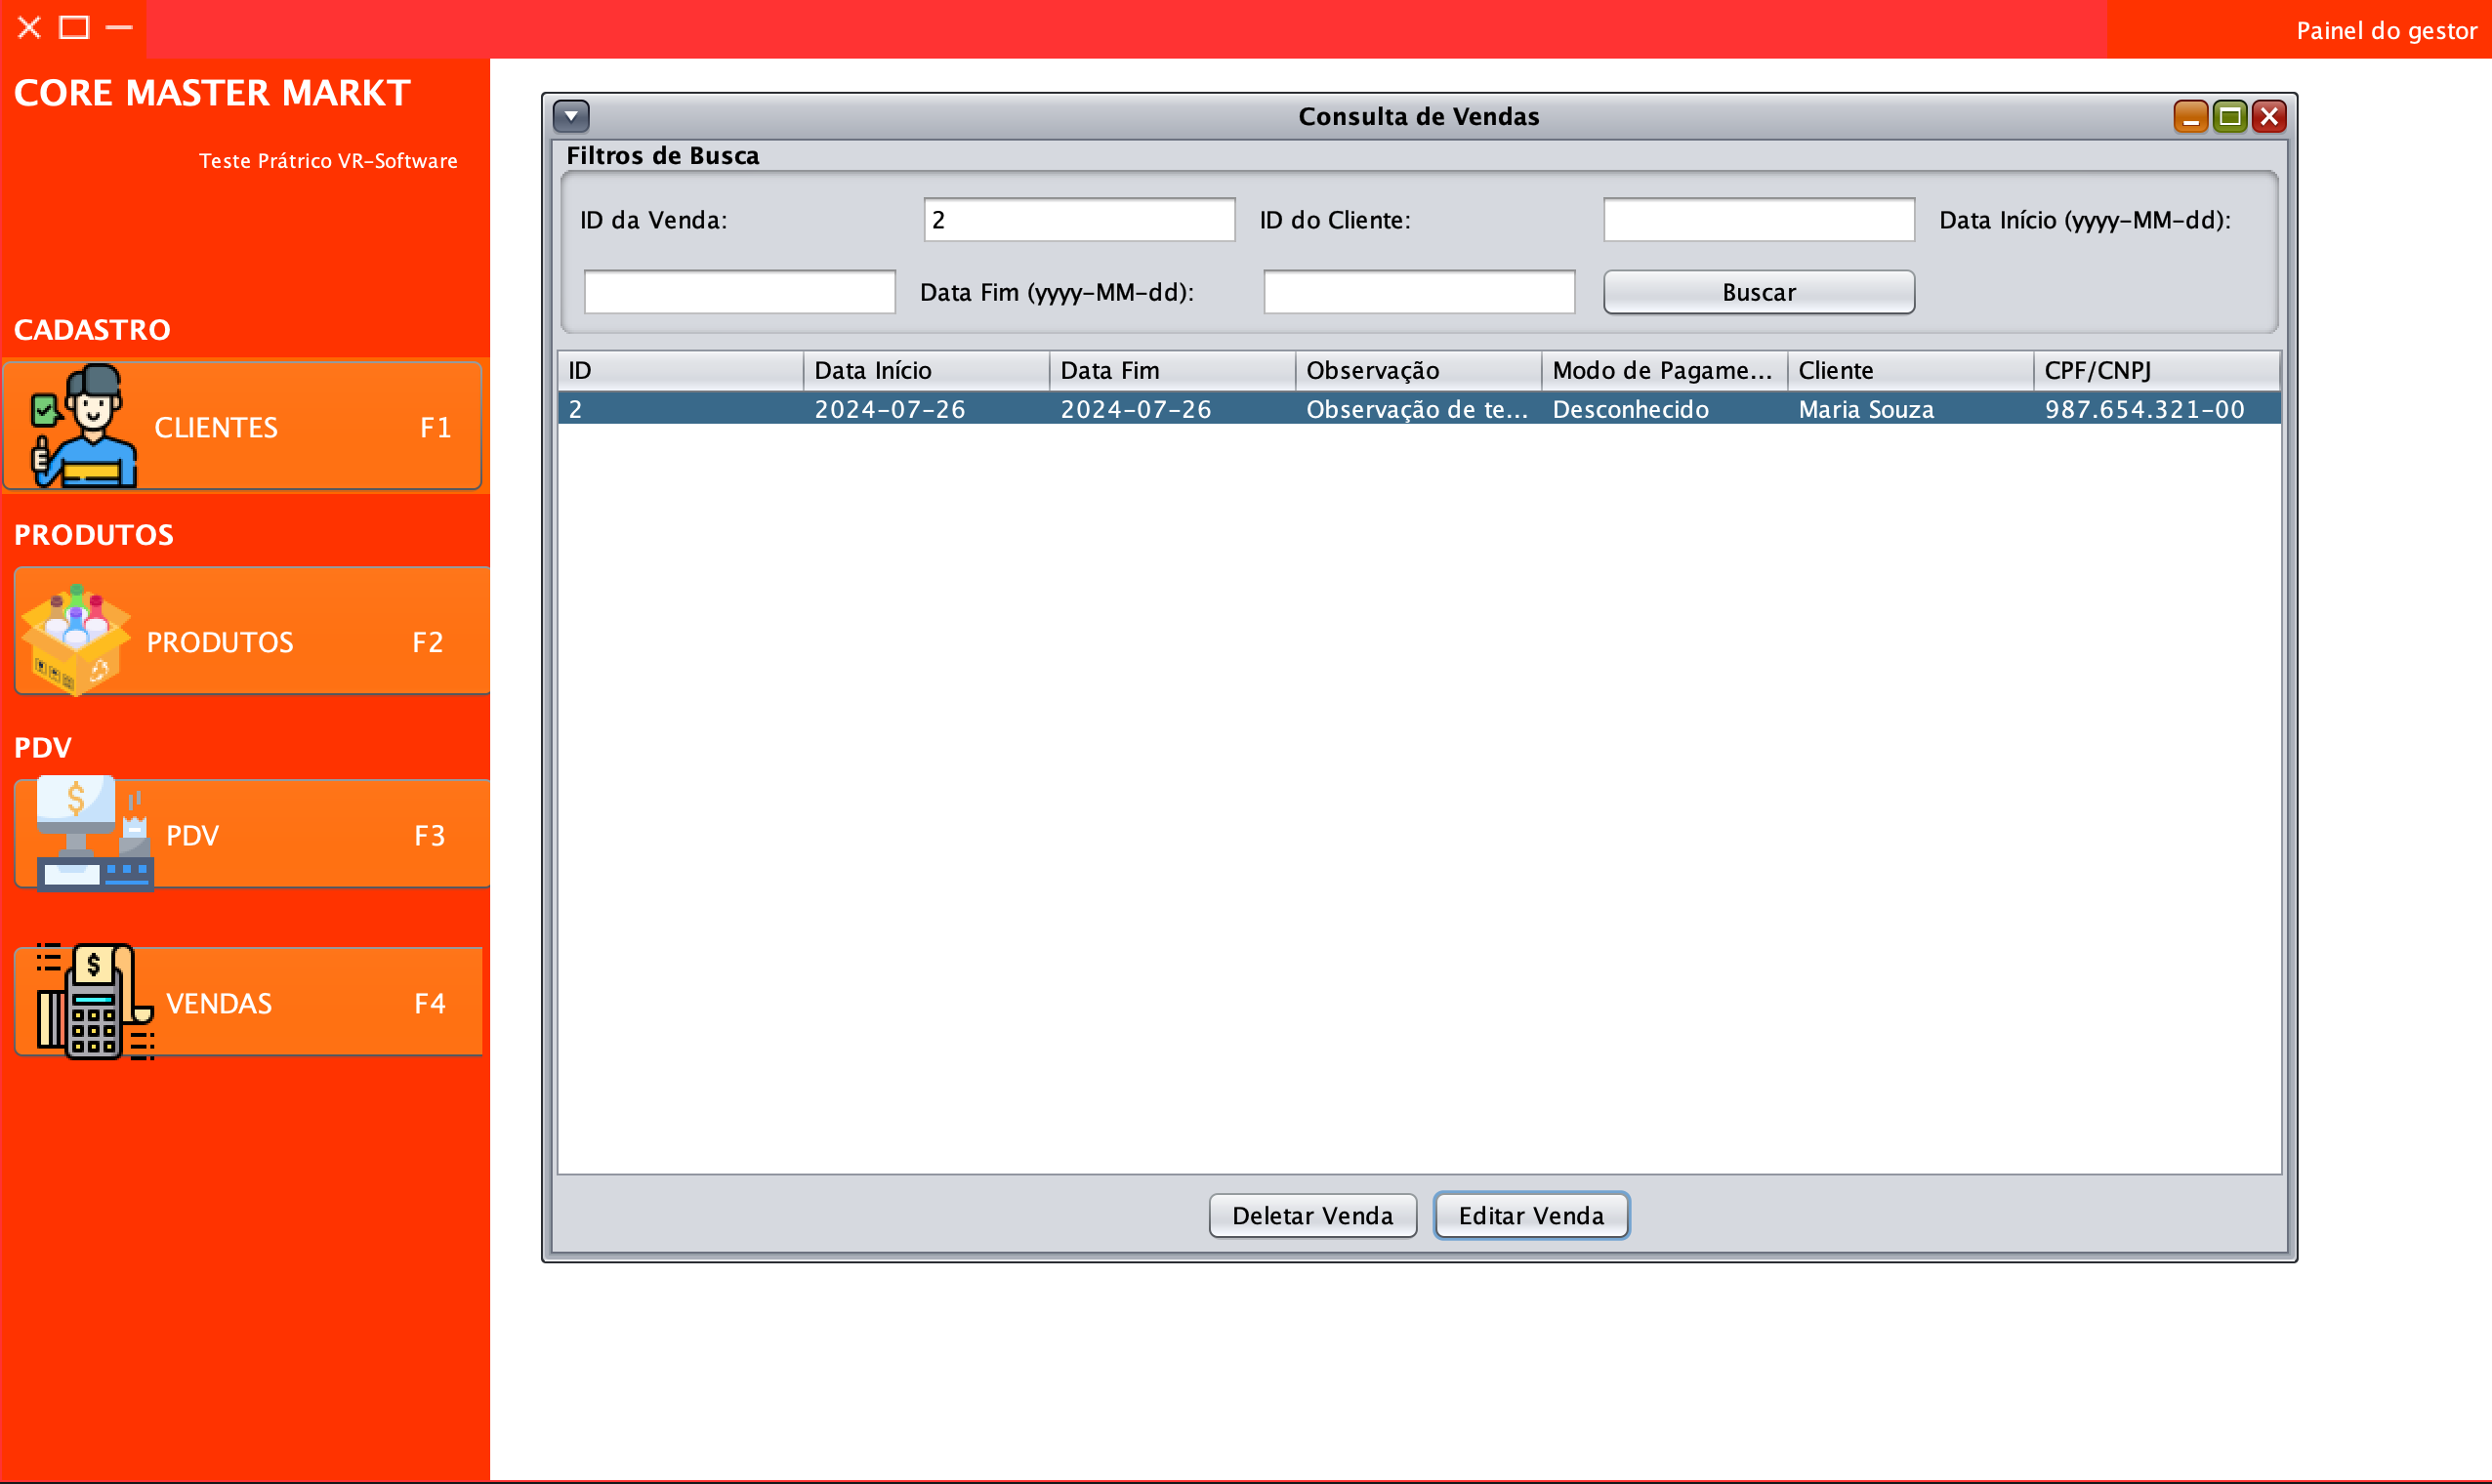 Painel do gestor
CORE MASTER MARKT
Teste Prátrico VR-Software
CADASTRO
CLIENTES F1
PRODUTOS
PRODUTOS F2
PDV
PDV F3
VENDAS F4
Consulta de Vendas
Filtros de Busca
ID da Venda: 2 ID do Cliente: Data Início (yyyy-MM-dd):
Data Fim (yyyy-MM-dd): Buscar
ID Data Início Data Fim Observação Modo de Pagame... Cliente CPF/CNPJ
2 2024-07-26 2024-07-26 Observação de te... Desconhecido Maria Souza 987.654.321-00
Deletar Venda Editar Venda